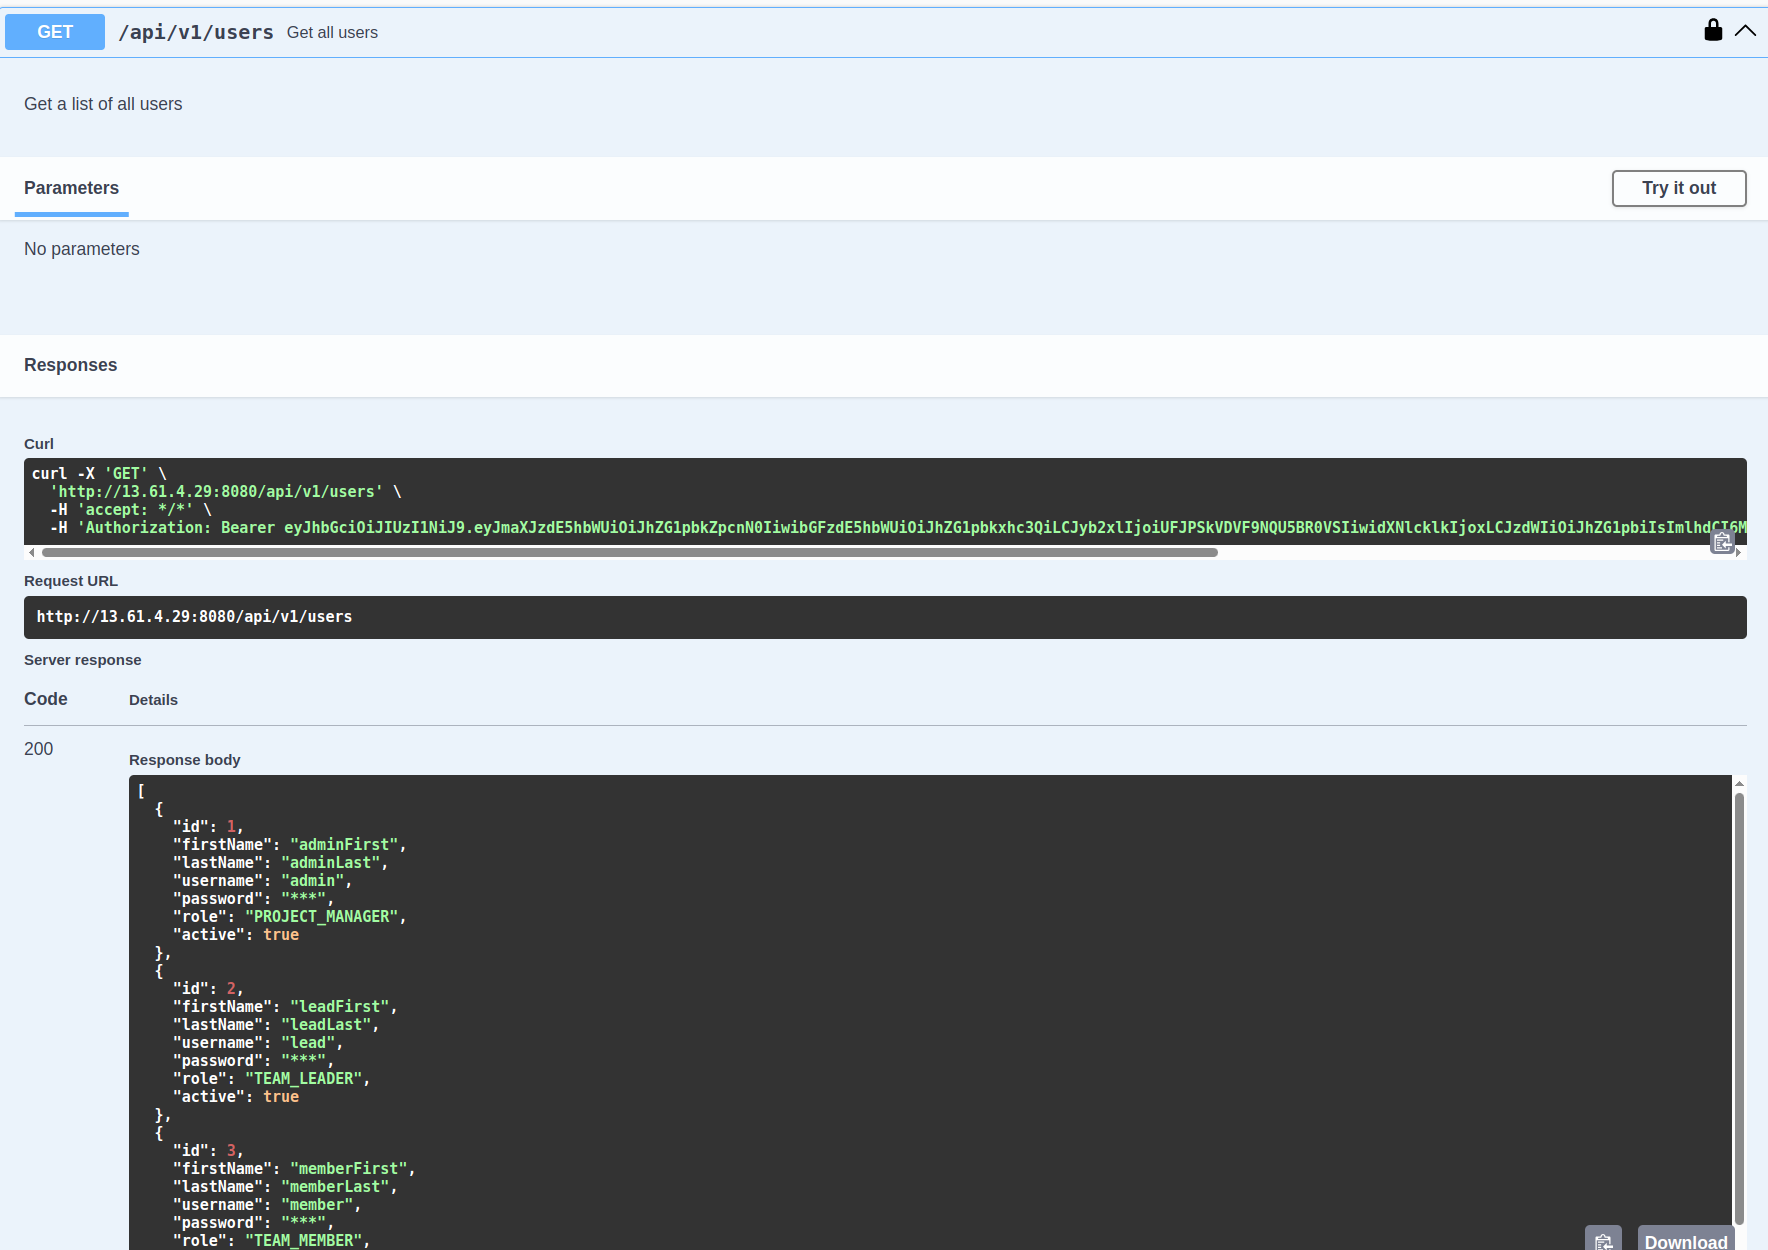 GET /api/v1/users Get all users
Get a list of all users
Parameters
Try it out
No parameters
Responses
Curl
curl -X 'GET' \
'http://13.61.4.29:8080/api/v1/users' \
-H 'accept: */*' \
-H 'Authorization: Bearer eyJhbGciOiJIUzI1NiJ9.eyJmaXJzdE5hbWUiOiJhZG1pbkZpcnN0IiwibGFzdE5hbWUiOiJhZG1pbkxhc3QiLCJyb2xlIjoiUFJPSkVDVF9NQU5BR0VSIiwidXNlcklkIjoxLCJzdWIiOiJhZG1pbiIsImlhdCI6M
Request URL
http://13.61.4.29:8080/api/v1/users
Server response
Code Details
200
Response body
[
{
"id": 1,
"firstName": "adminFirst",
"lastName": "adminLast",
"username": "admin",
"password": "***",
"role": "PROJECT_MANAGER",
"active": true
},
{
"id": 2,
"firstName": "leadFirst",
"lastName": "leadLast",
"username": "lead",
"password": "***",
"role": "TEAM_LEADER",
"active": true
},
{
"id": 3,
"firstName": "memberFirst",
"lastName": "memberLast",
"username": "member",
"password": "***",
"role": "TEAM_MEMBER",
Download